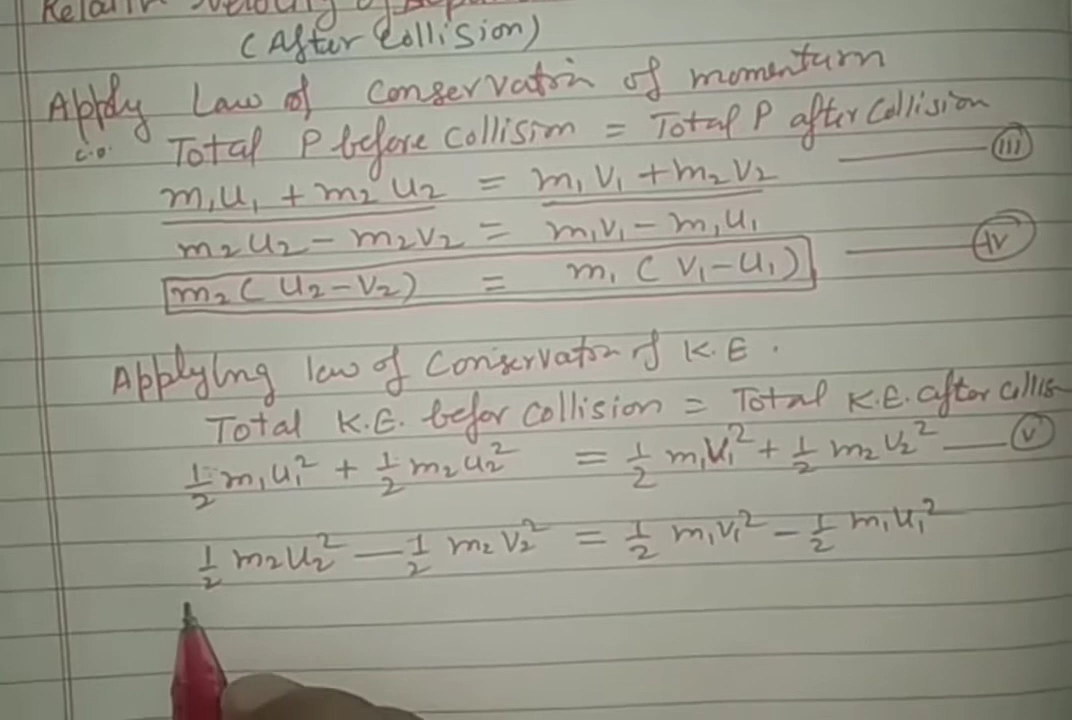 (After Collision)
Apply Law of Conservation of momentum
Total P before Collision = Total P after Collision
m₁u₁ + m₂u₂ = m₁v₁ + m₂v₂ (iii)
m₂u₂ - m₂v₂ = m₁v₁ - m₁u₁
m₂(u₂-v₂) = m₁(v₁-u₁) (iv)
Applying law of Conservation of K.E.
Total K.E. befor Collision = Total K.E. after
½ m₁u₁² + ½ m₂u₂² = ½ m₁v₁² + ½ m₂v₂² (v)
½ m₂u₂² - ½ m₂v₂² = ½ m₁v₁² - ½ m₁u₁²